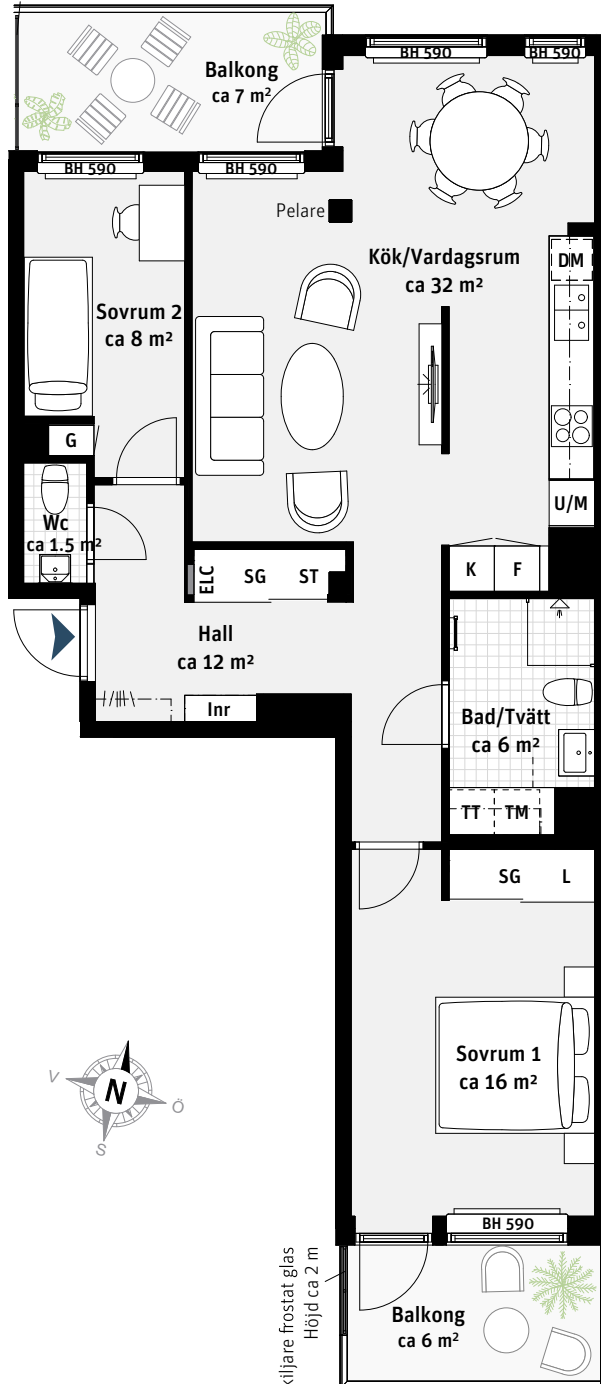 BH 590
BH 590
Balkong
ca 7 m²
BH 590
BH 590
Pelare
Kök/Vardagsrum
ca 32 m²
DM
Sovrum 2
ca 8 m²
G
U/M
Wc
ca 1.5 m²
K
F
ELC
SG
ST
Hall
ca 12 m²
Inr
Bad/Tvätt
ca 6 m²
TT
TM
SG
L
Sovrum 1
ca 16 m²
N
V
Ö
S
BH 590
kiljare frostat glas
Höjd ca 2 m
Balkong
ca 6 m²